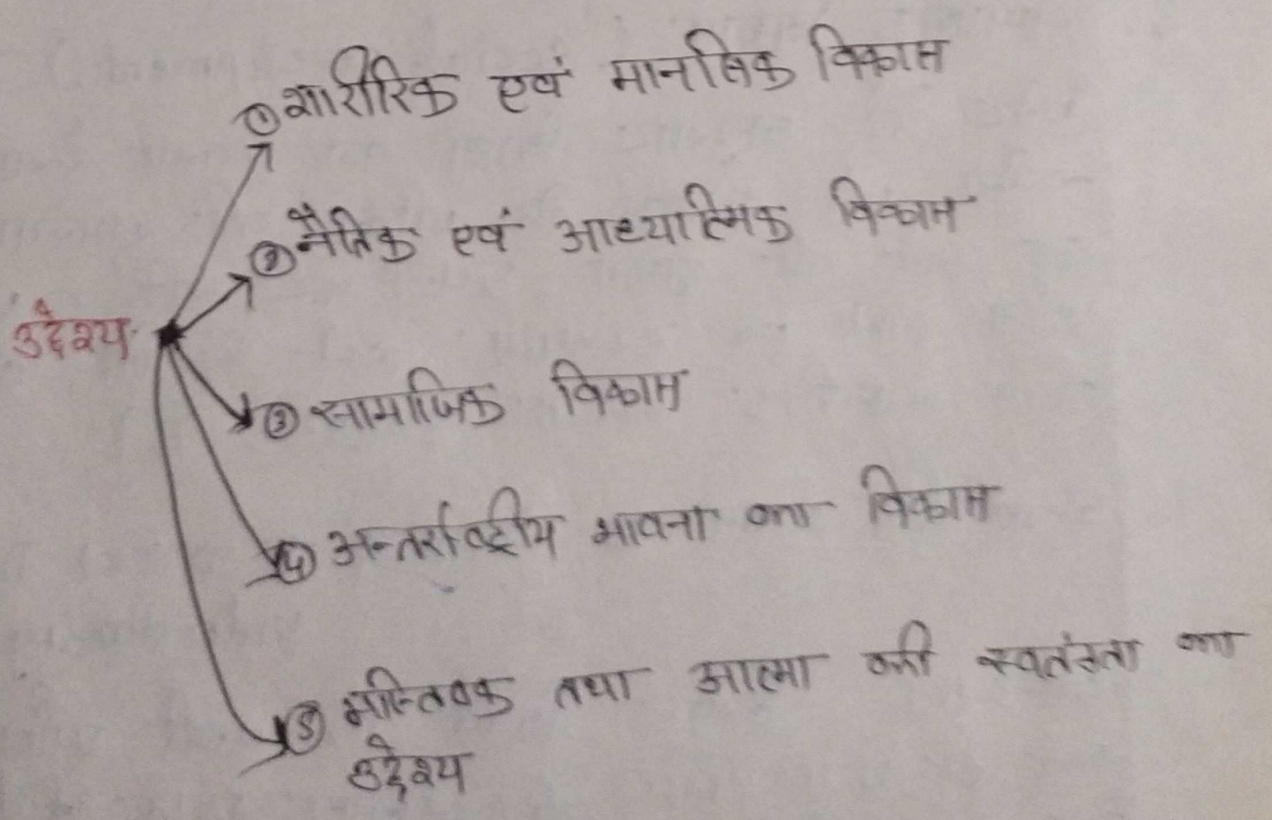 ① शारीरिक एवं मानसिक विकास
② नैतिक एवं आध्यात्मिक विकास
उद्देश्य
③ सामाजिक विकास
④ अन्तर्राष्ट्रीय भावना का विकास
⑤ मस्तिष्क तथा आत्मा की स्वतंत्रता का
उद्देश्य